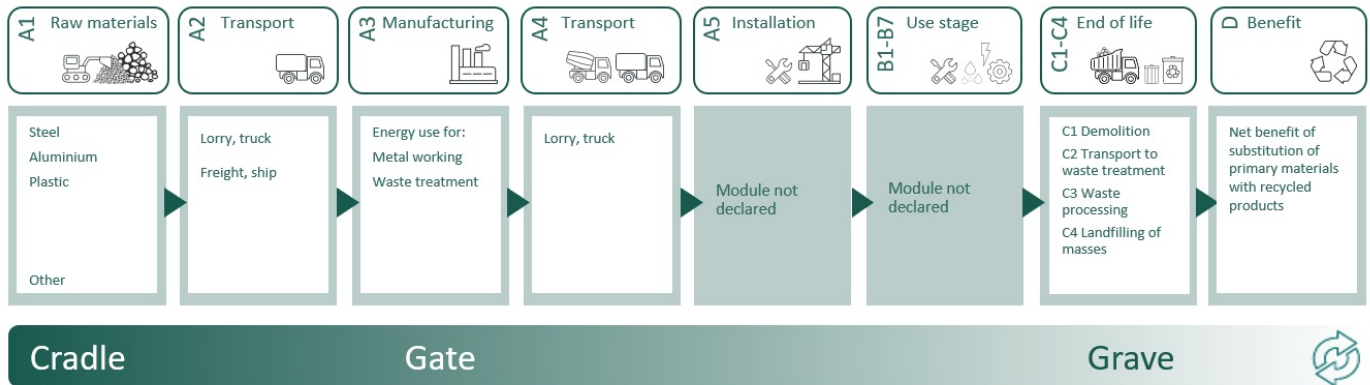 A1 Raw materials
A2 Transport
A3 Manufacturing
A4 Transport
A5 Installation
B1-B7 Use stage
C1-C4 End of life
D Benefit
Steel
Aluminium
Plastic
Other
Lorry, truck
Freight, ship
Energy use for:
Metal working
Waste treatment
Lorry, truck
Module not
declared
Module not
declared
C1 Demolition
C2 Transport to
waste treatment
C3 Waste
processing
C4 Landfilling of
masses
Net benefit of
substitution of
primary materials
with recycled
products
Cradle
Gate
Grave